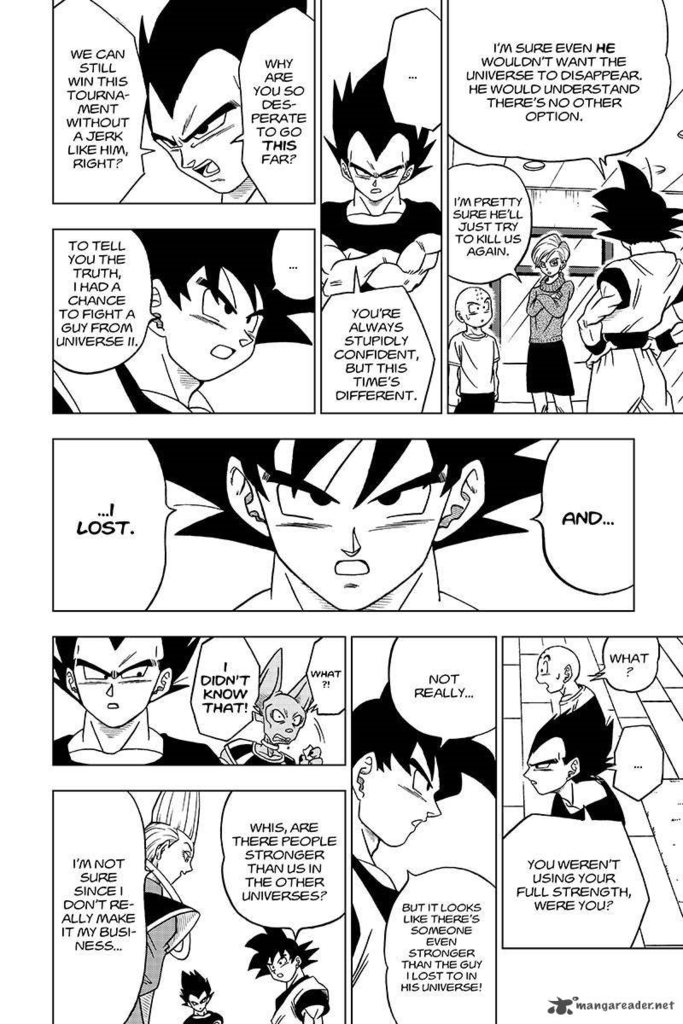 I'M SURE EVEN HE
WOULDN'T WANT THE
UNIVERSE TO DISAPPEAR.
HE WOULD UNDERSTAND
THERE'S NO OTHER
OPTION.
I'M PRETTY
SURE HE'LL
JUST TRY
TO KILL US
AGAIN.
...
YOU'RE
ALWAYS
STUPIDLY
CONFIDENT,
BUT THIS
TIME'S
DIFFERENT.
WHY
ARE
YOU SO
DES-
PERATE
TO GO
THIS
FAR?
WE CAN
STILL
WIN THIS
TOURNA-
MENT
WITHOUT
A JERK
LIKE HIM,
RIGHT?
...
TO TELL
YOU THE
TRUTH,
I HAD A
CHANCE
TO FIGHT A
GUY FROM
UNIVERSE 11.
AND...
...I
LOST.
WHAT
?
...
YOU WEREN'T
USING YOUR
FULL STRENGTH,
WERE YOU?
NOT
REALLY...
BUT IT LOOKS
LIKE THERE'S
SOMEONE
EVEN
STRONGER
THAN THE GUY
I LOST TO IN
HIS UNIVERSE!
WHAT
?!
I
DIDN'T
KNOW
THAT!
WHIS, ARE
THERE PEOPLE
STRONGER
THAN US IN
THE OTHER
UNIVERSES?
I'M NOT
SURE
SINCE I
DON'T RE-
ALLY MAKE
IT MY BUSI-
NESS...
mangareader.net